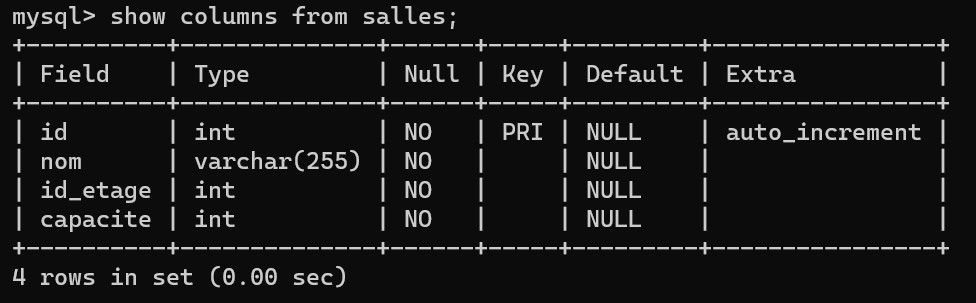 mysql> show columns from salles;
+----------+--------------+------+-----+---------+----------------+
| Field    | Type         | Null | Key | Default | Extra          |
+----------+--------------+------+-----+---------+----------------+
| id       | int          | NO   | PRI | NULL    | auto_increment |
| nom      | varchar(255) | NO   |     | NULL    |                |
| id_etage | int          | NO   |     | NULL    |                |
| capacite | int          | NO   |     | NULL    |                |
+----------+--------------+------+-----+---------+----------------+
4 rows in set (0.00 sec)